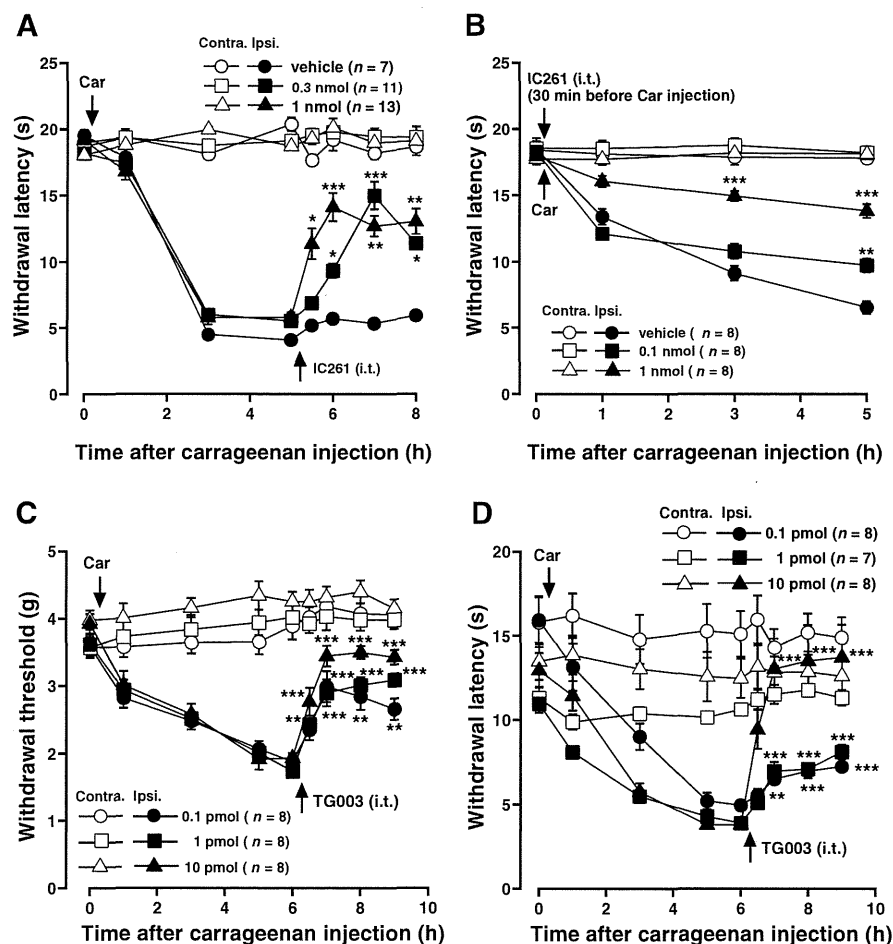 A
Contra. Ipsi.
vehicle (n = 7)
0.3 nmol (n = 11)
1 nmol (n = 13)
Car
25
20
15
10
5
0
Withdrawal latency (s)
***
*
***
**
*
**
*
IC261 (i.t.)
0 2 4 6 8
Time after carrageenan injection (h)
B
IC261 (i.t.)
(30 min before Car injection)
Car
25
20
15
10
5
0
Withdrawal latency (s)
***
***
**
Contra. Ipsi.
vehicle ( n = 8)
0.1 nmol ( n = 8)
1 nmol ( n = 8)
0 1 2 3 4 5
Time after carrageenan injection (h)
C
Car
5
4
3
2
1
0
Withdrawal threshold (g)
*** *** ***
***
*** *** ***
***
*** ** **
TG003 (i.t.)
Contra. Ipsi.
0.1 pmol ( n = 8)
1 pmol ( n = 8)
10 pmol ( n = 8)
0 2 4 6 8 10
Time after carrageenan injection (h)
D
Contra. Ipsi.
0.1 pmol (n = 8)
1 pmol (n = 7)
10 pmol (n = 8)
Car
20
15
10
5
0
Withdrawal latency (s)
*** *** ***
*** *** ***
** *** ***
TG003 (i.t.)
0 2 4 6 8 10
Time after carrageenan injection (h)